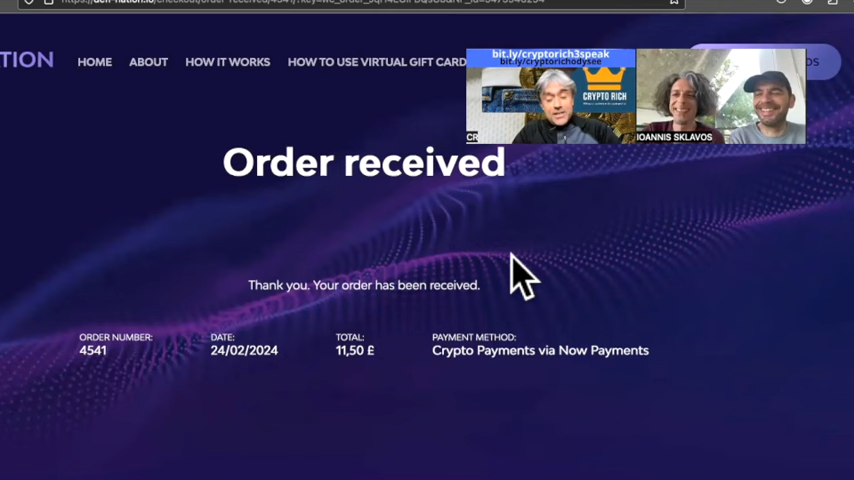 TION
HOME
ABOUT
HOW IT WORKS
HOW TO USE VIRTUAL GIFT CARD
OS
bit.ly/cryptorich3speak
bit.ly/cryptorichodysee
CRYPTO RICH
CR
IOANNIS SKLAVOS
Order received
Thank you. Your order has been received.
ORDER NUMBER:
4541
DATE:
24/02/2024
TOTAL:
11,50 £
PAYMENT METHOD:
Crypto Payments via Now Payments